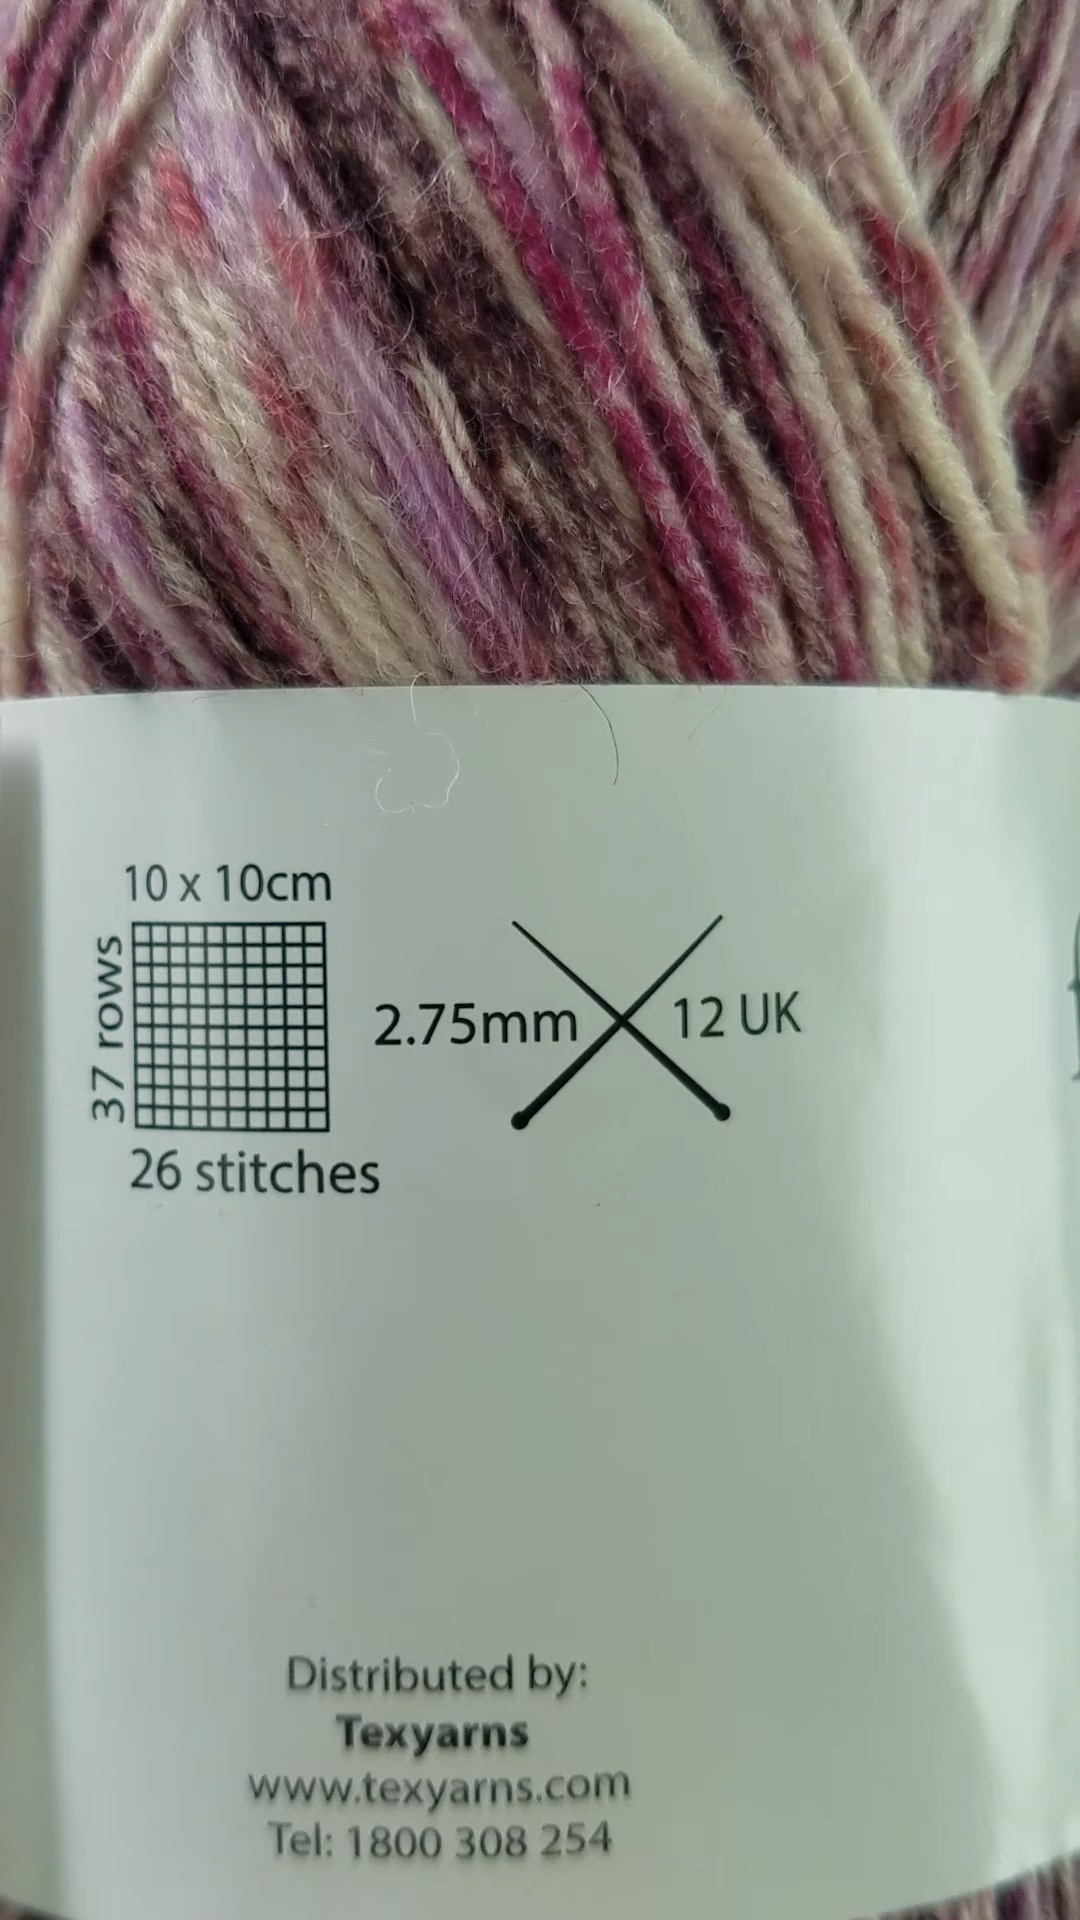 10 x 10cm
37 rows
26 stitches
2.75mm
12 UK
Distributed by:
Texyarns
www.texyarns.com
Tel: 1800 308 254